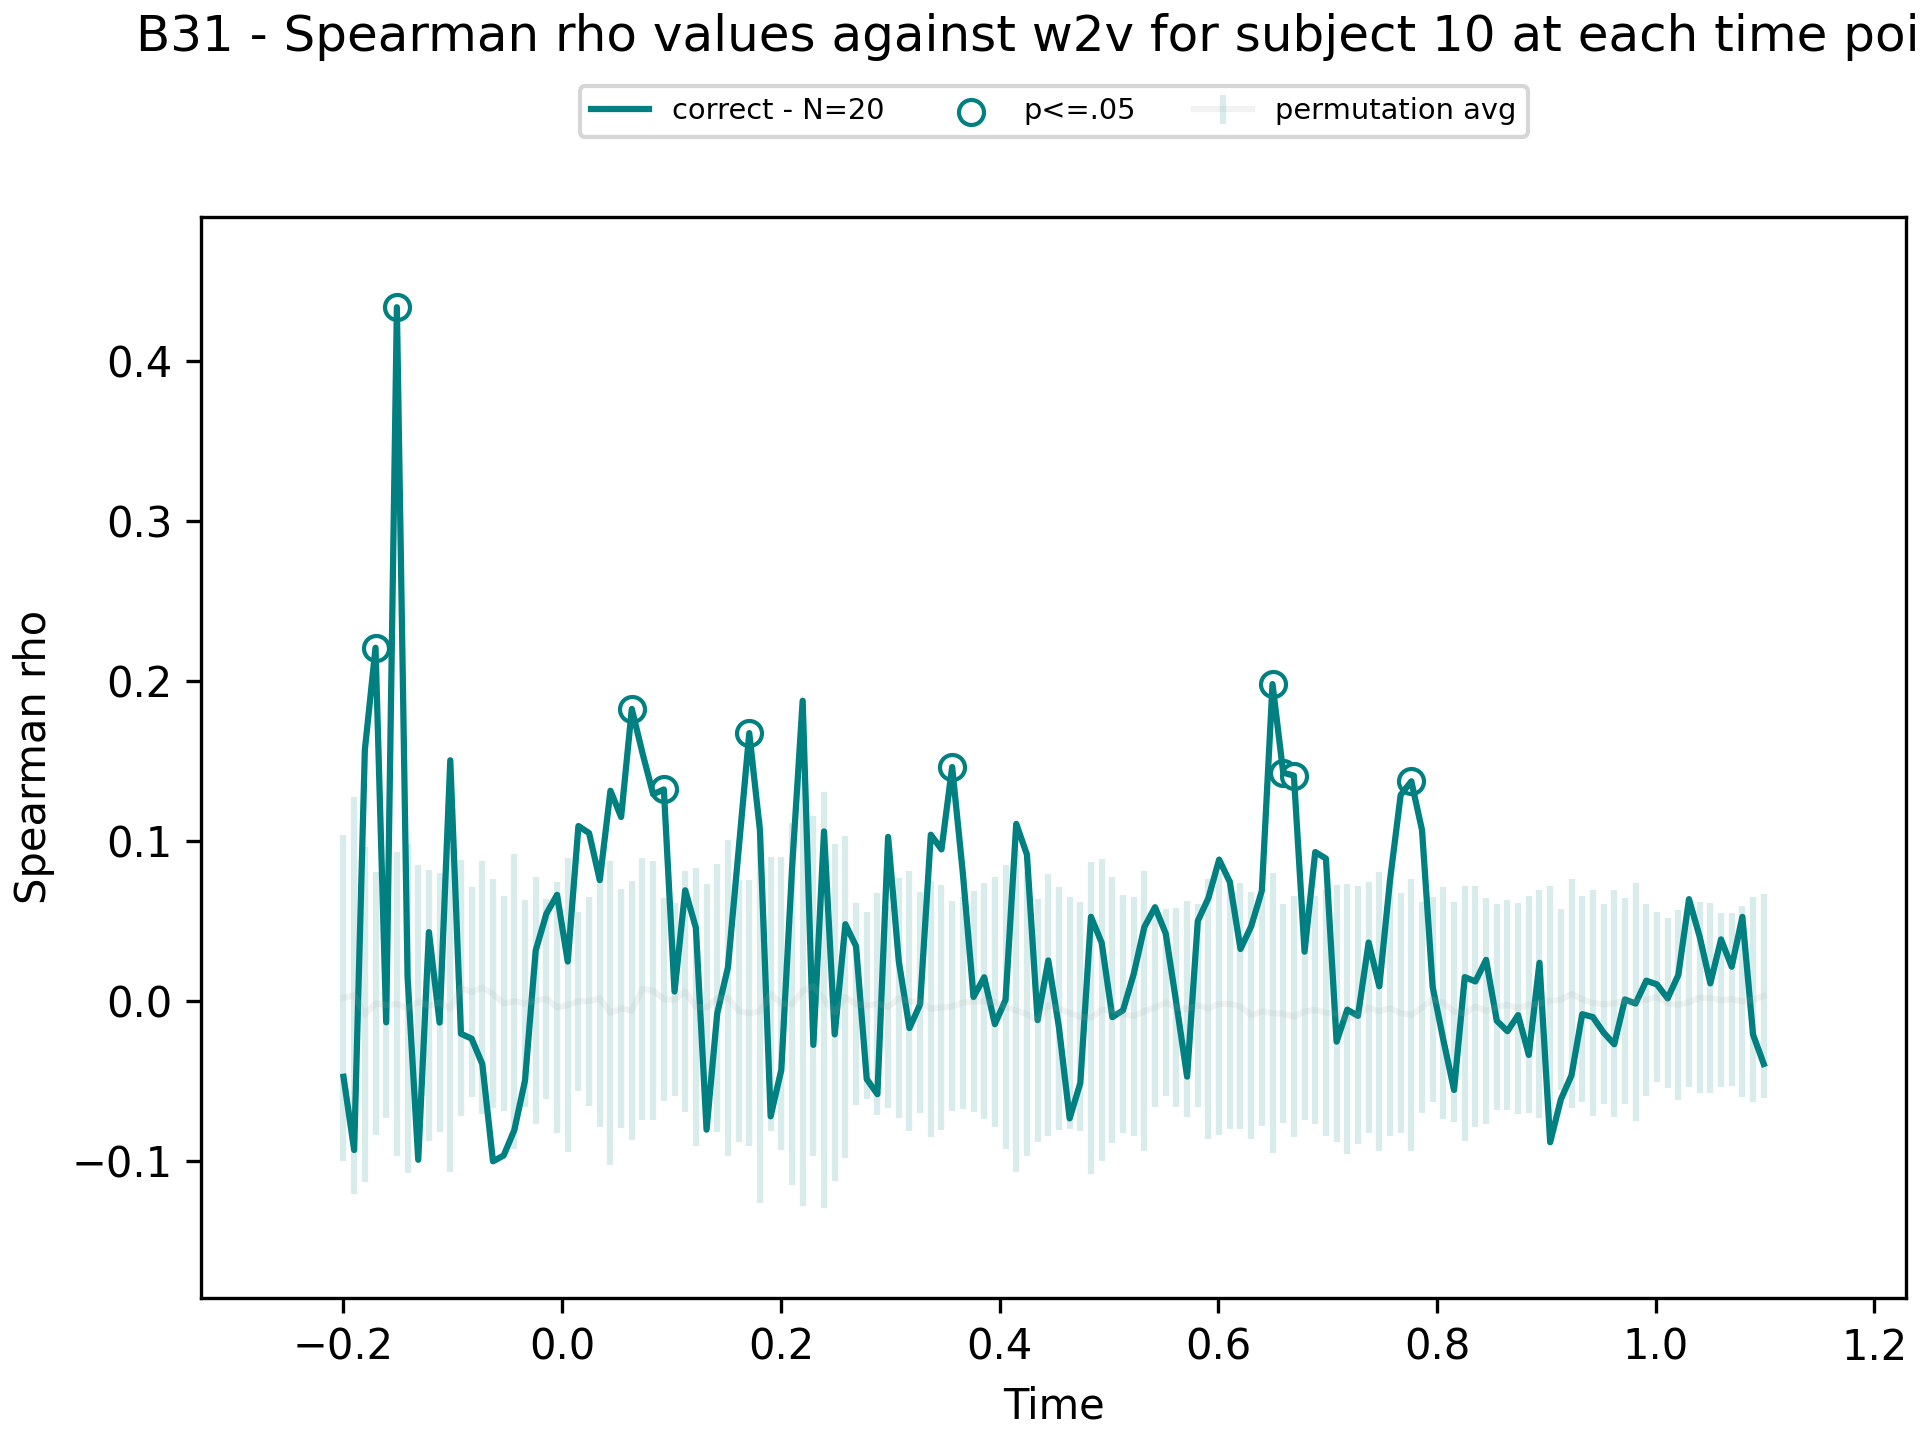 B31 - Spearman rho values against w2v for subject 10 at each time poi
correct - N=20 p<=.05 permutation avg
Spearman rho
0.4
0.3
0.2
0.1
0.0
−0.1
−0.2 0.0 0.2 0.4 0.6 0.8 1.0 1.2
Time